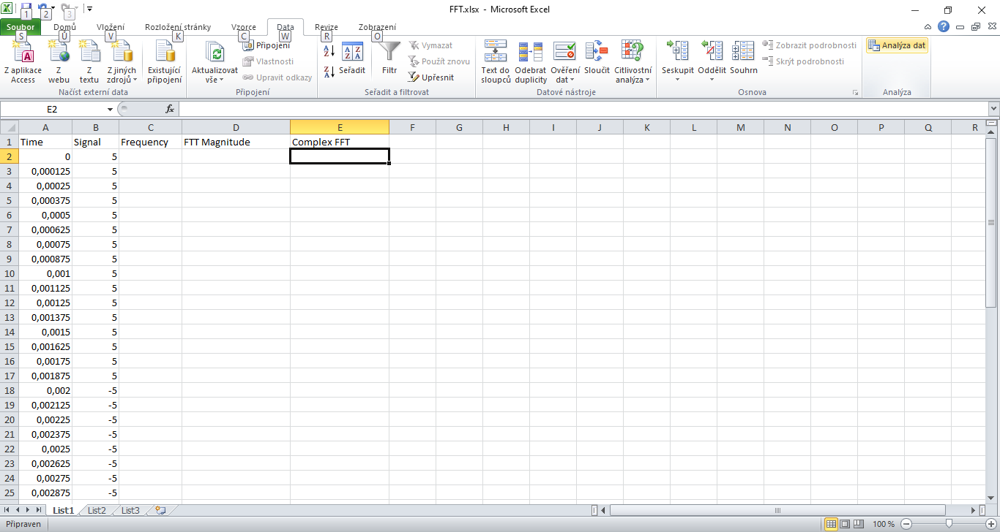 FFT.xlsx - Microsoft Excel
1 2 3
Soubor Domů Vložení Rozložení stránky Vzorce Data Revize Zobrazení
S Ů V K C W R O
Z aplikace Access
Z webu
Z textu
Z jiných zdrojů
Existující připojení
Načíst externí data
Aktualizovat vše
Připojení
Vlastnosti
Upravit odkazy
Připojení
Seřadit
Filtr
Vymazat
Použít znovu
Upřesnit
Seřadit a filtrovat
Text do sloupců
Odebrat duplicity
Ověření dat
Sloučit
Citlivostní analýza
Datové nástroje
Seskupit
Oddělit
Souhrn
Zobrazit podrobnosti
Skrýt podrobnosti
Osnova
Analýza dat
Analýza
E2 fx
A B C D E F G H I J K L M N O P Q R
1 Time Signal Frequency FTT Magnitude Complex FFT
2 0 5
3 0,000125 5
4 0,00025 5
5 0,000375 5
6 0,0005 5
7 0,000625 5
8 0,00075 5
9 0,000875 5
10 0,001 5
11 0,001125 5
12 0,00125 5
13 0,001375 5
14 0,0015 5
15 0,001625 5
16 0,00175 5
17 0,001875 5
18 0,002 -5
19 0,002125 -5
20 0,00225 -5
21 0,002375 -5
22 0,0025 -5
23 0,002625 -5
24 0,00275 -5
25 0,002875 -5
List1 List2 List3
Připraven 100 %